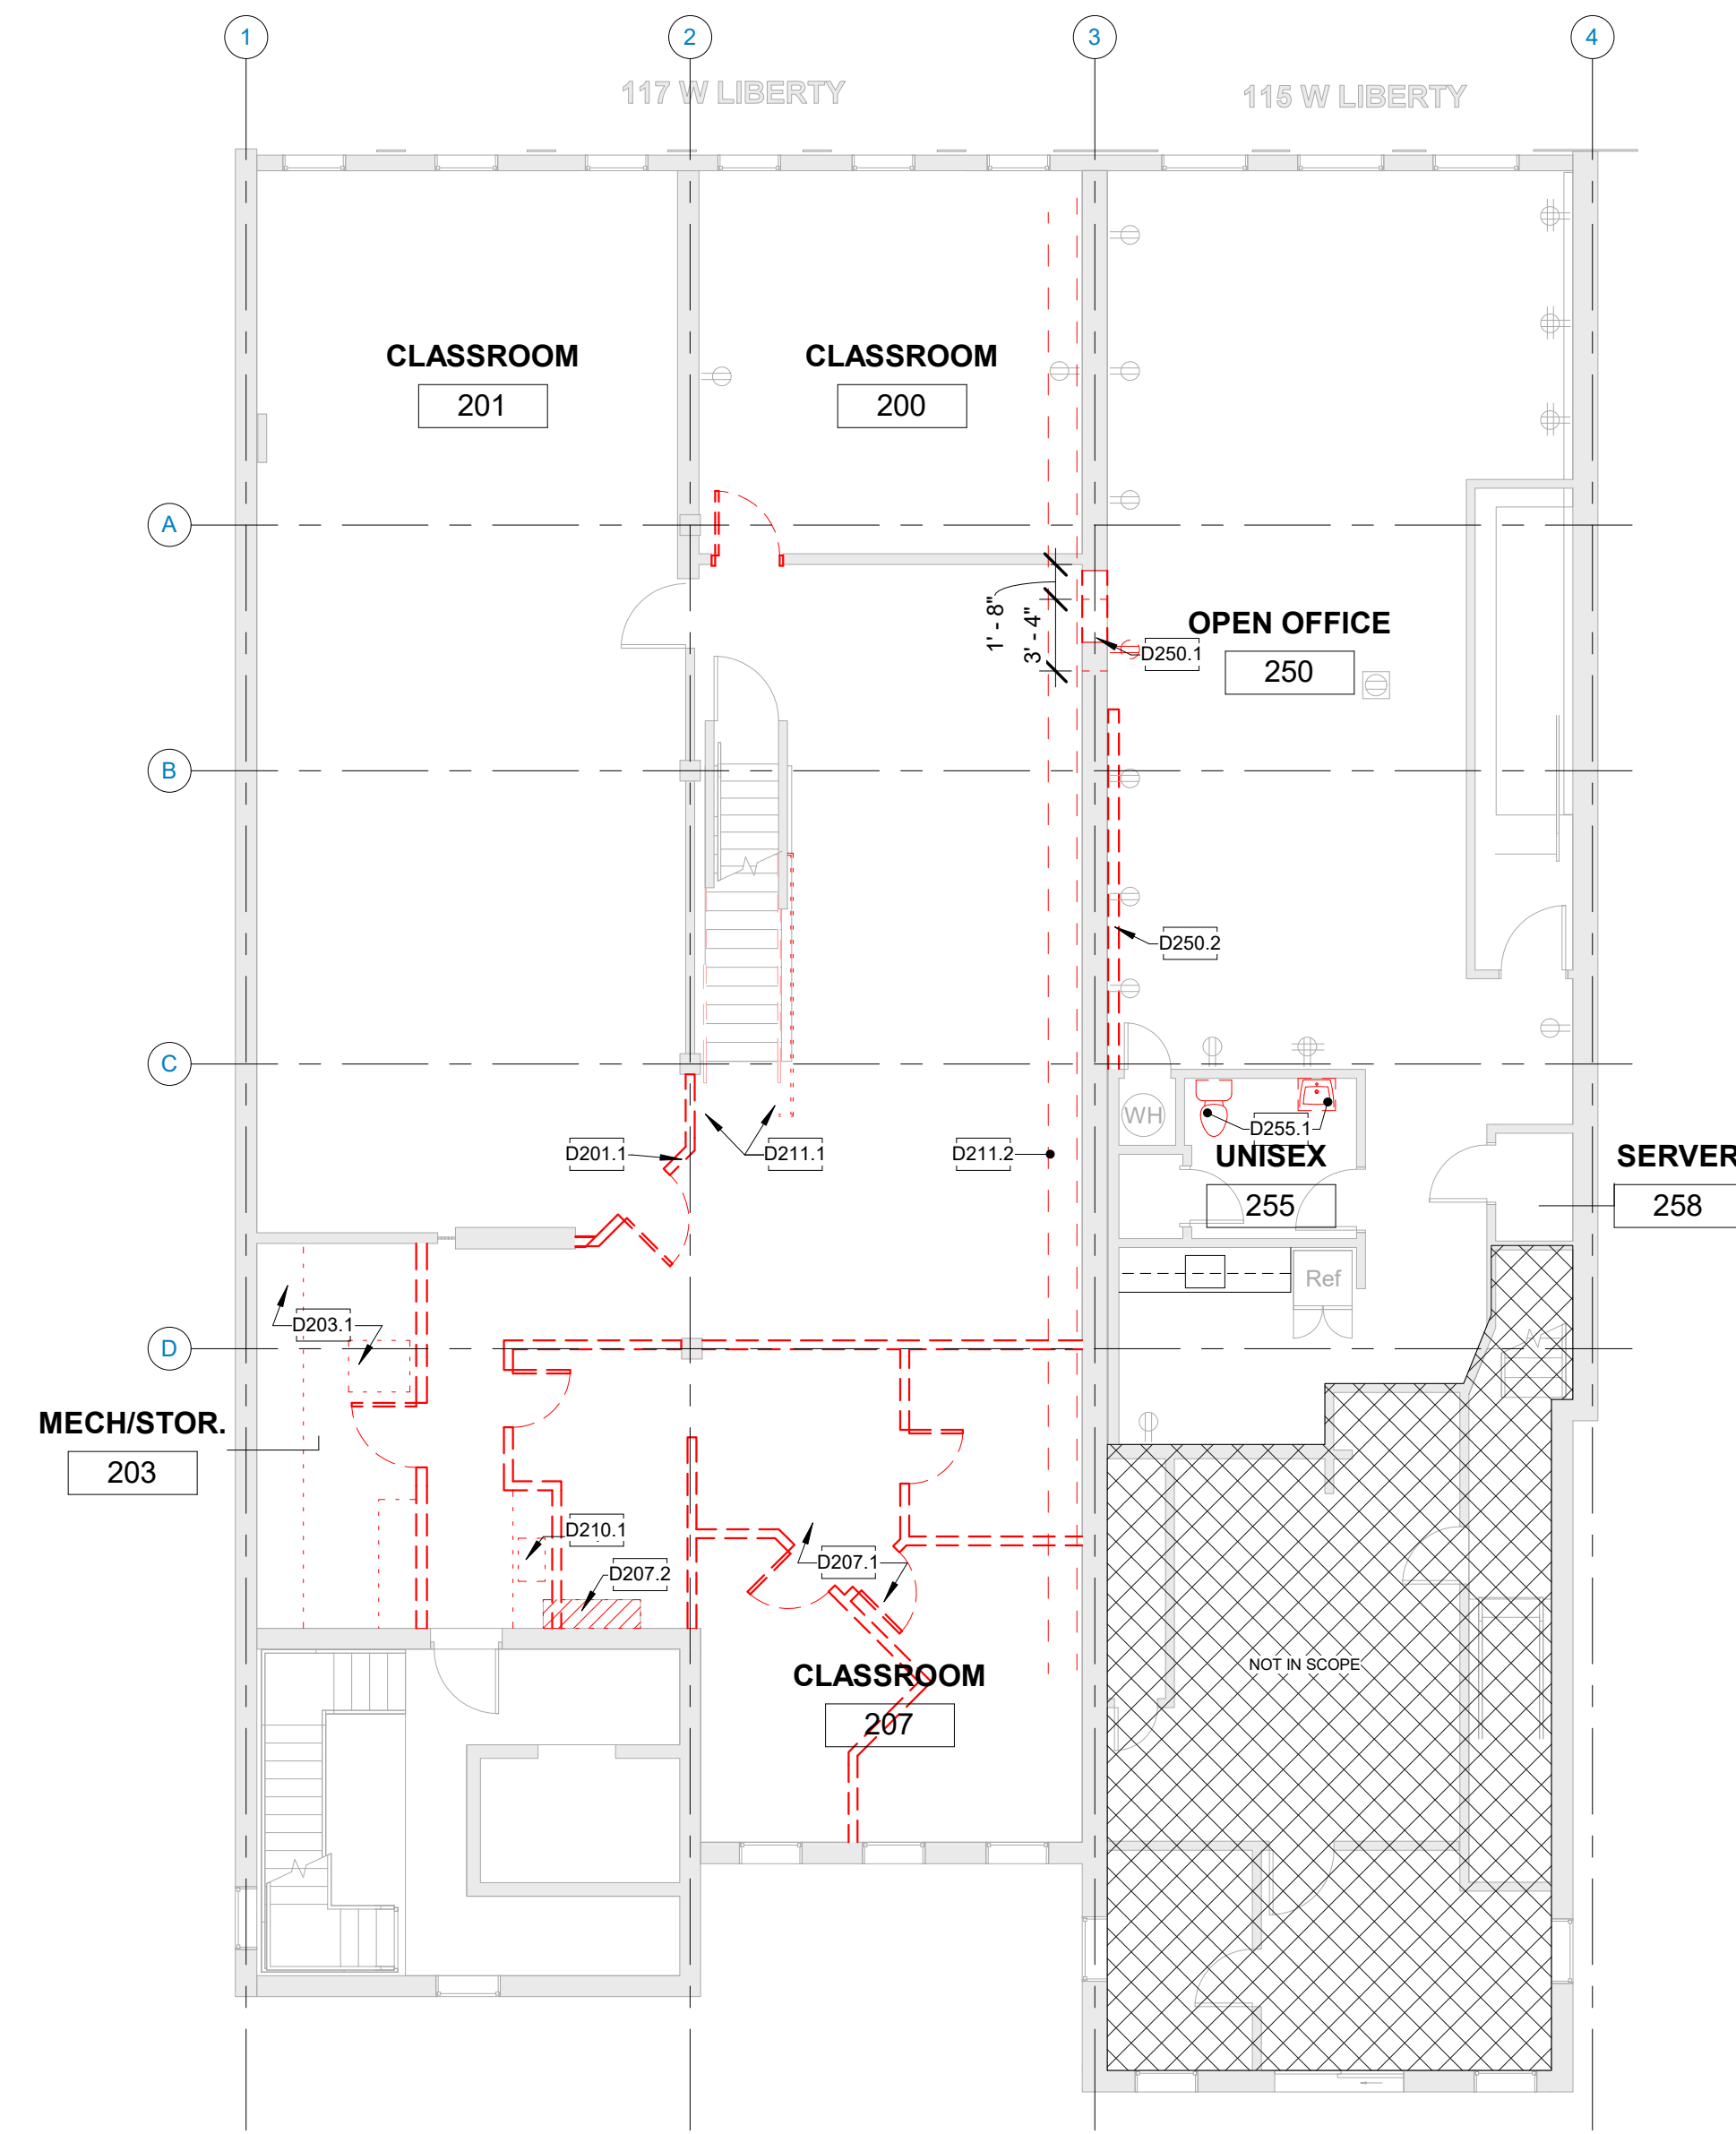 1
2
3
4
117 W LIBERTY
115 W LIBERTY
CLASSROOM
201
CLASSROOM
200
A
1' - 8"
3' - 4"
OPEN OFFICE
250
D250.1
B
D250.2
C
WH
D255.1
D201.1
D211.1
D211.2
UNISEX
255
SERVER
258
Ref
D203.1
D
MECH/STOR.
203
D210.1
D207.2
D207.1
CLASSROOM
207
NOT IN SCOPE